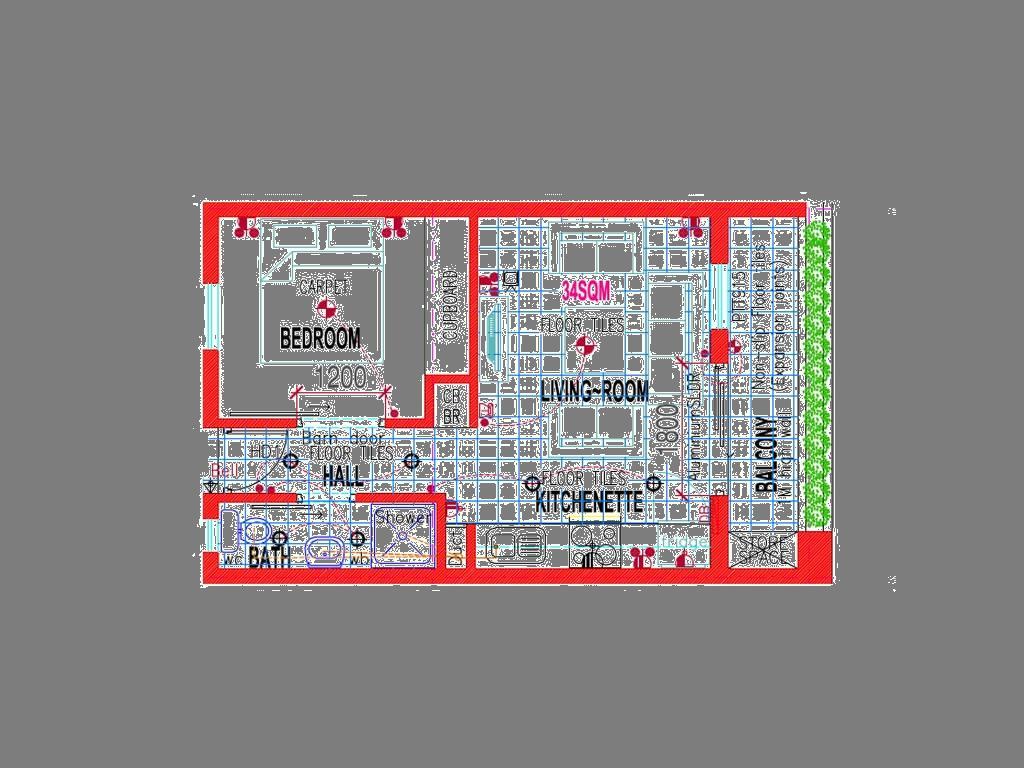 CARPET
BEDROOM
1200
CUPBOARD
CB
BR
34SQM
FLOOR TILES
LIVING~ROOM
1800
Aluminium SLDR
Non-slip Floor tiles
(Expansion joints)
BALCONY
1M high wall
HD
Bell
Barn door
FLOOR TILES
HALL
FLOOR TILES
KITCHENETTE
DB
Shower
wc
BATH
wb
Duct
fridge
STORE
SPACE